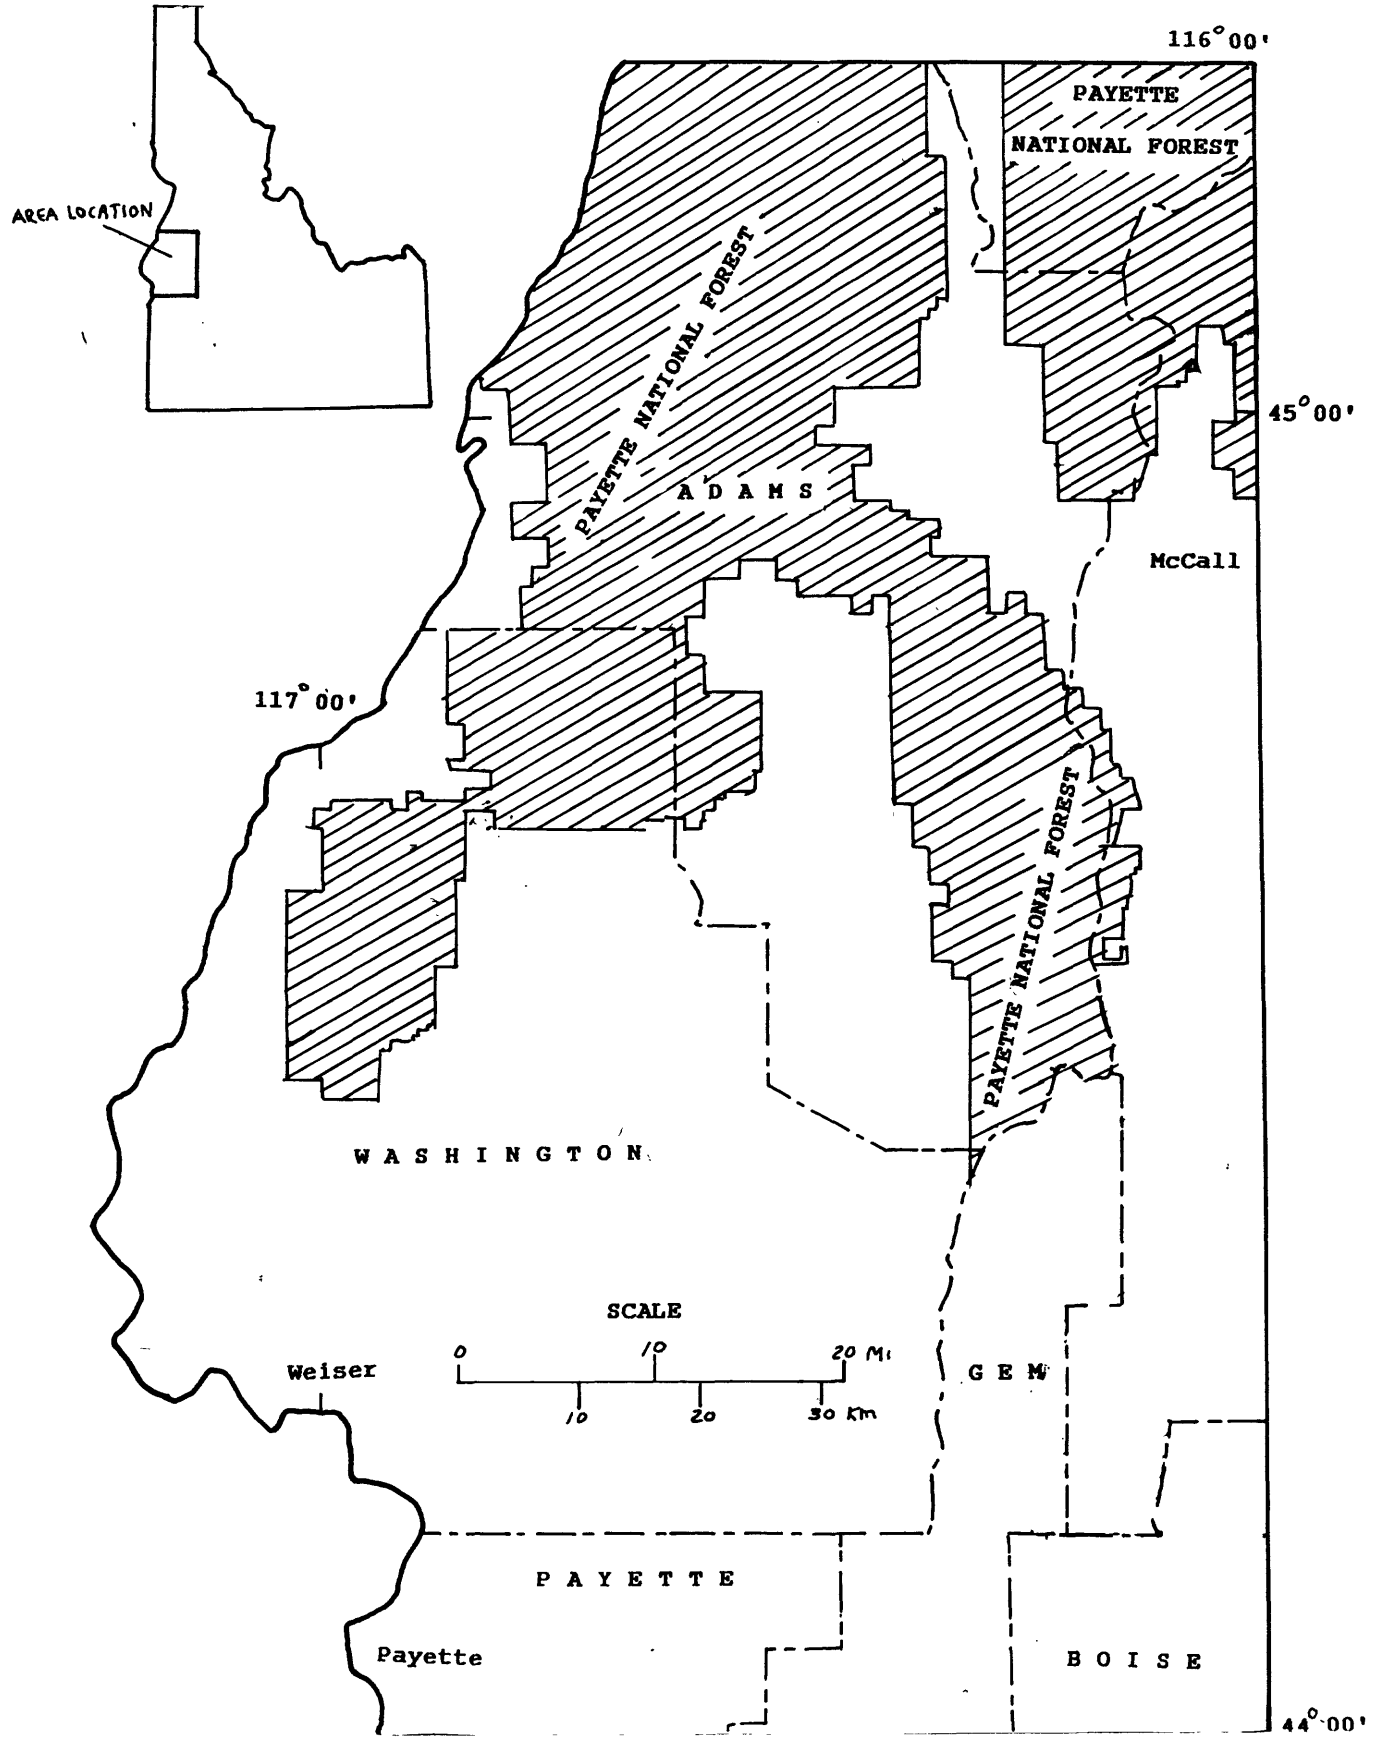 116°00'
PAYETTE
NATIONAL FOREST
AREA LOCATION
PAYETTE NATIONAL FOREST
45°00'
ADAMS
McCall
117°00'
PAYETTE NATIONAL FOREST
WASHINGTON
SCALE
0 10 20 Mi
10 20 30 Km
Weiser
GEM
PAYETTE
Payette
BOISE
44°00'